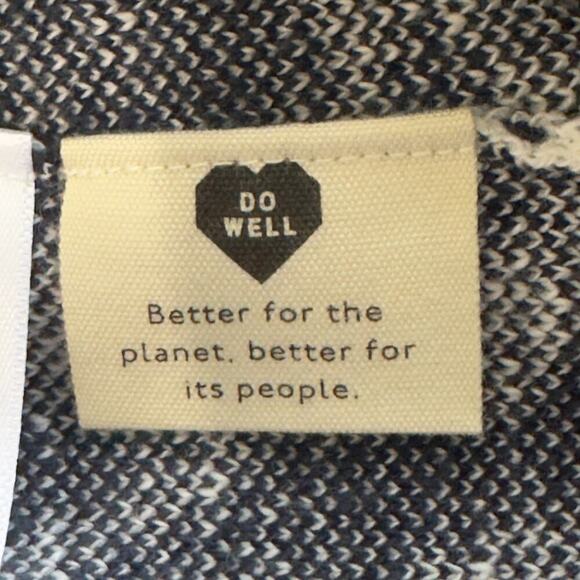 DO
WELL
Better for the
planet, better for
its people.